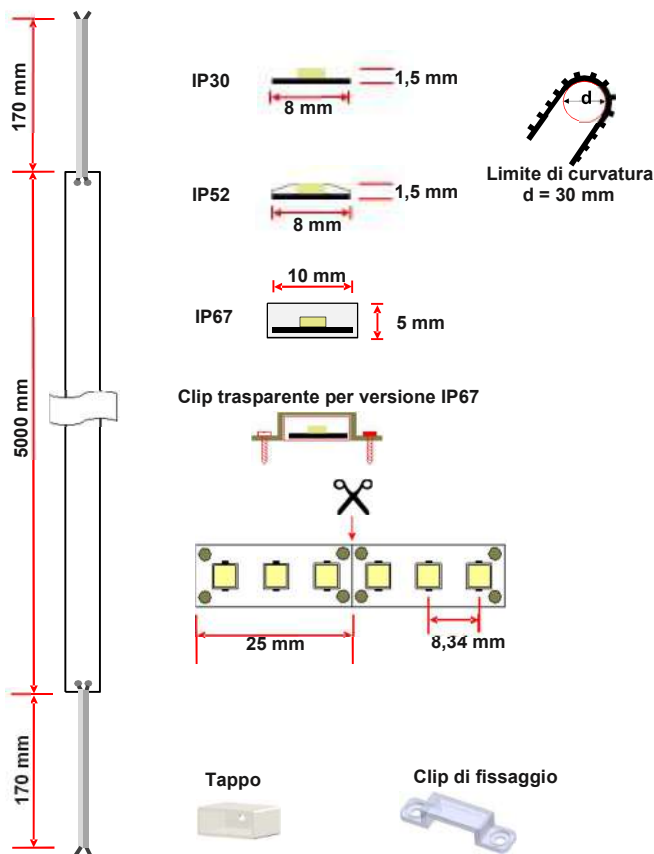 170 mm
5000 mm
170 mm
IP30
1,5 mm
8 mm
d
Limite di curvatura
d = 30 mm
IP52
1,5 mm
8 mm
10 mm
IP67
5 mm
Clip trasparente per versione IP67
25 mm
8,34 mm
Tappo
Clip di fissaggio